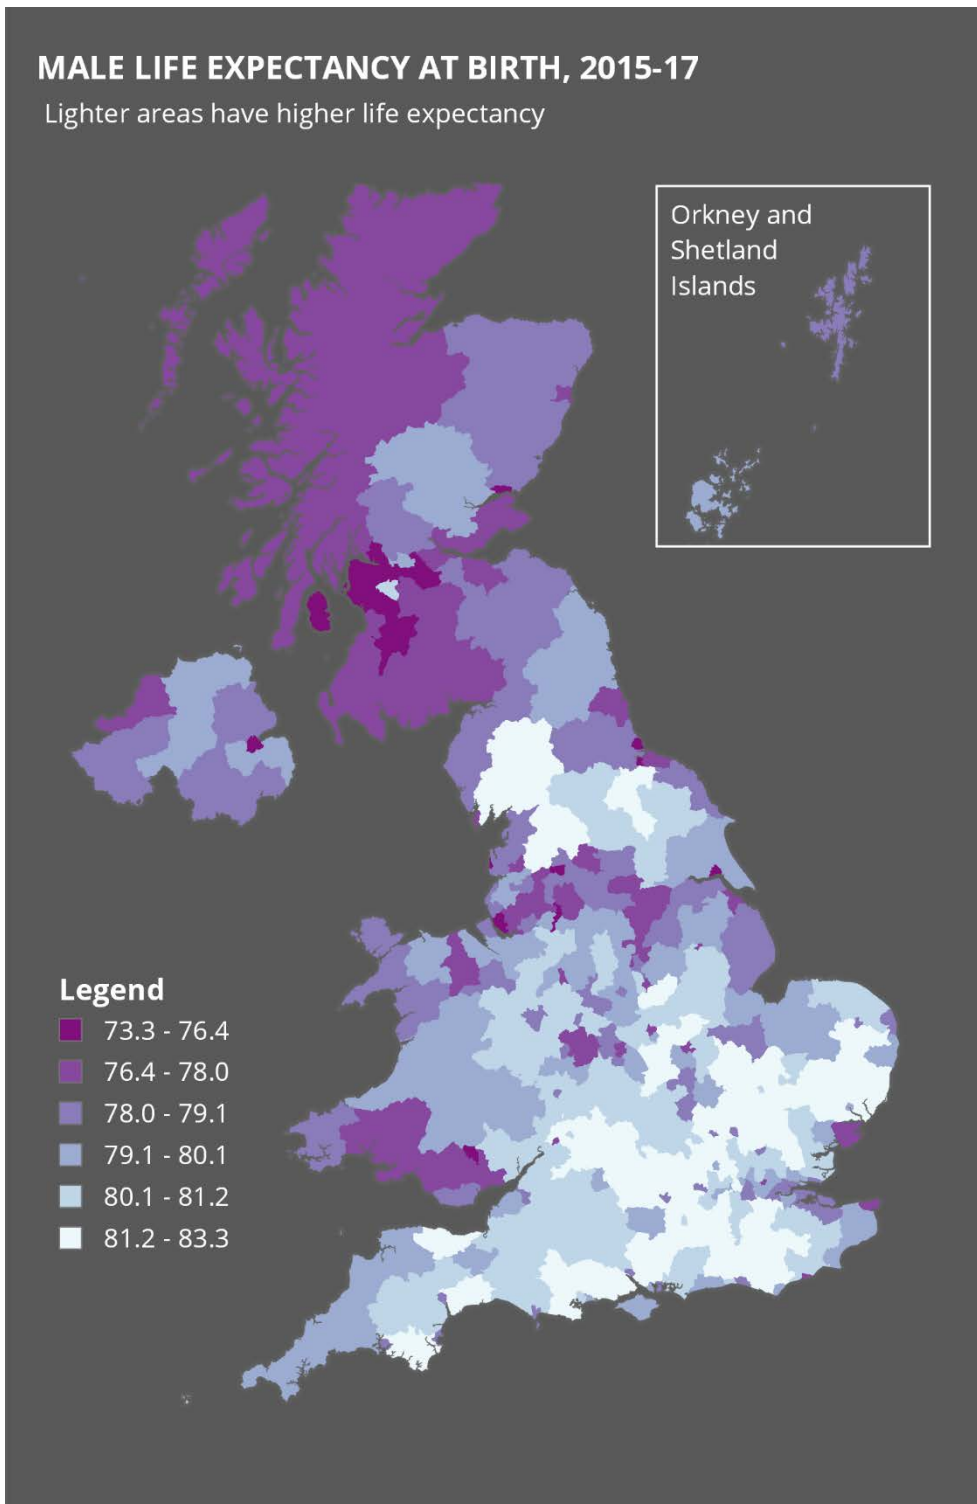 MALE LIFE EXPECTANCY AT BIRTH, 2015-17
Lighter areas have higher life expectancy
Orkney and
Shetland
Islands
Legend
73.3 - 76.4
76.4 - 78.0
78.0 - 79.1
79.1 - 80.1
80.1 - 81.2
81.2 - 83.3